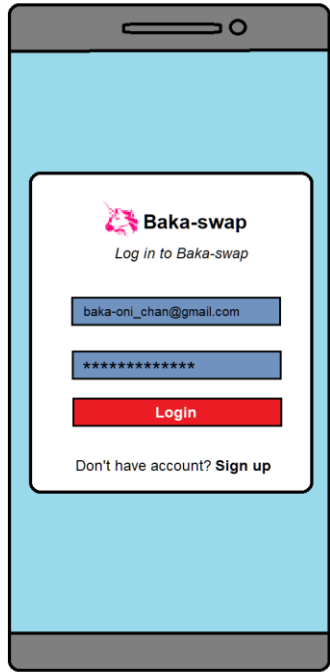 Baka-swap
Log in to Baka-swap
baka-oni_chan@gmail.com
*************
Login
Don't have account? Sign up